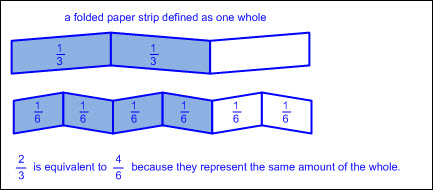 a folded paper strip defined as one whole
1/3 1/3
1/6 1/6 1/6 1/6 1/6 1/6
2/3 is equivalent to 4/6 because they represent the same amount of the whole.